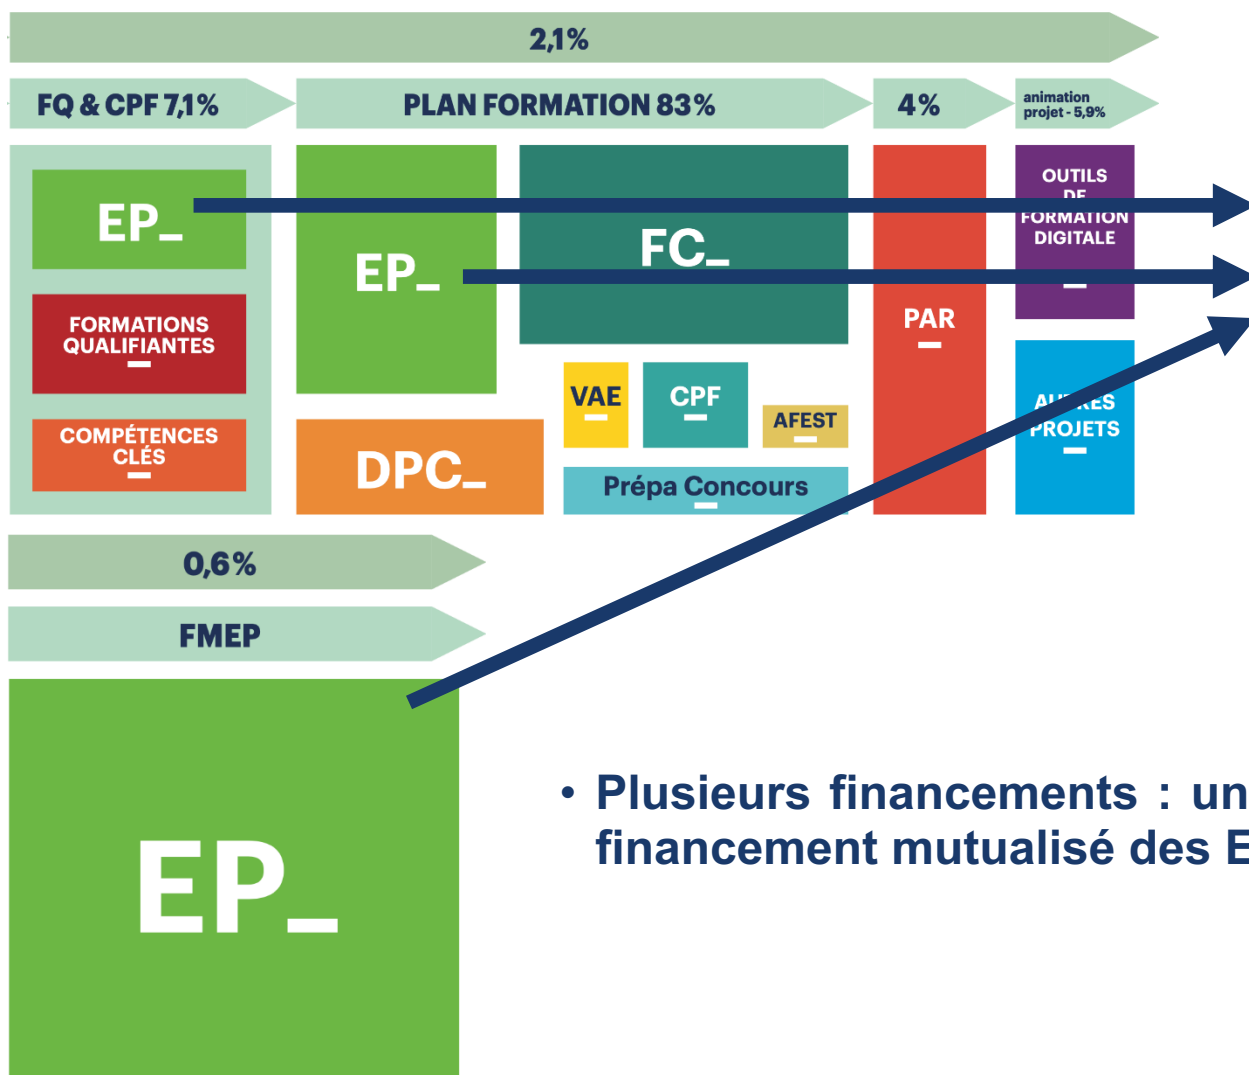 2,1%
FQ & CPF 7,1%
PLAN FORMATION 83%
4%
animation
projet - 5,9%
EP_
FORMATIONS
QUALIFIANTES
COMPÉTENCES
CLÉS
EP_
FC_
DPC_
VAE
CPF
AFEST
Prépa Concours
PAR
OUTILS
DE
FORMATION
DIGITALE
AUTRES
PROJETS
0,6%
FMEP
EP_
• Plusieurs financements : un
financement mutualisé des E